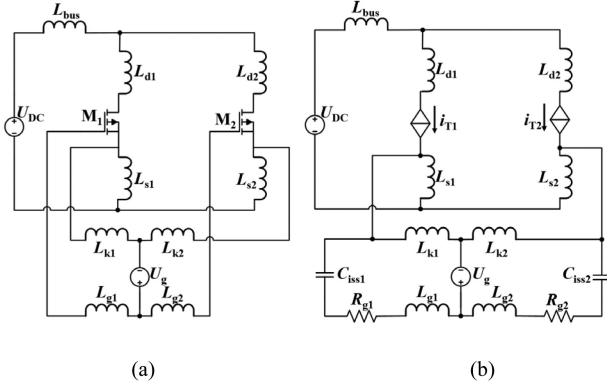 L_bus
L_d1
L_d2
U_DC
M_1
M_2
L_s1
L_s2
L_k1
L_k2
U_g
L_g1
L_g2
(a)
L_bus
L_d1
L_d2
U_DC
i_T1
i_T2
L_s1
L_s2
L_k1
L_k2
C_iss1
U_g
C_iss2
R_g1
L_g1
L_g2
R_g2
(b)